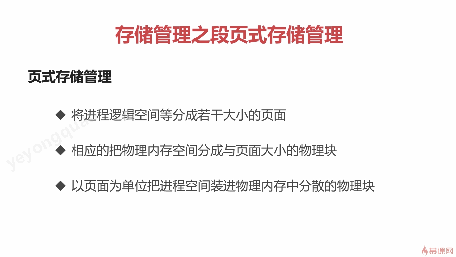 存储管理之段页式存储管理
页式存储管理
◆ 将进程逻辑空间等分成若干大小的页面
◆ 相应的把物理内存空间分成与页面大小的物理块
◆ 以页面为单位把进程空间装进物理内存中分散的物理块
慕课网